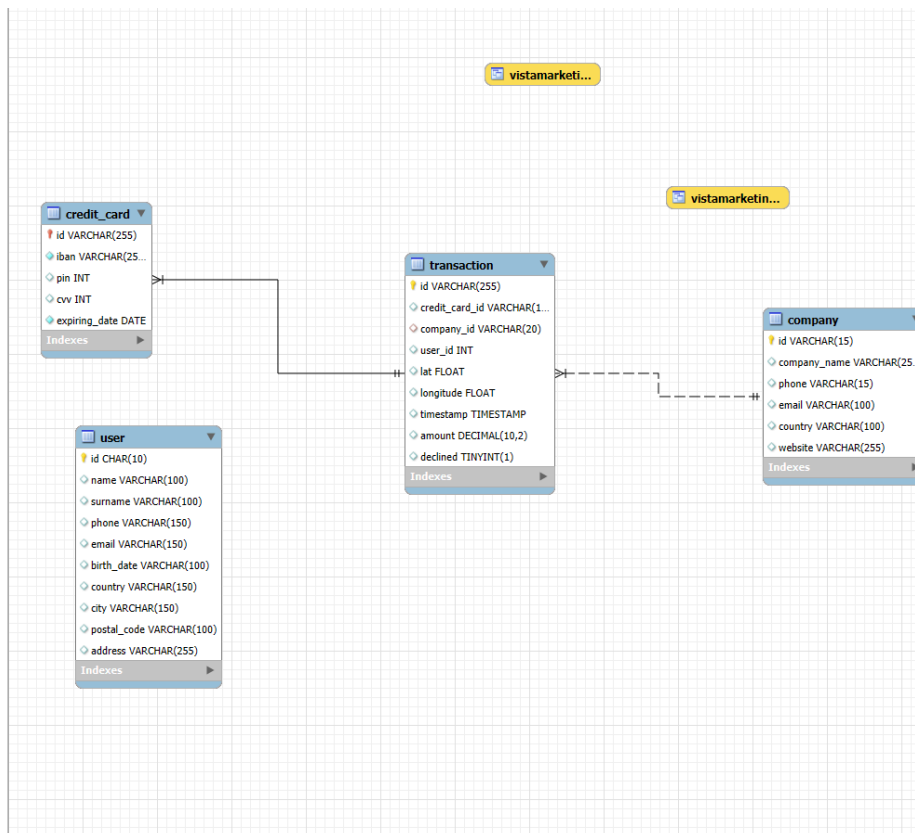 vistamarketi...
vistamarketin...
credit_card
id VARCHAR(255)
iban VARCHAR(25...
pin INT
cvv INT
expiring_date DATE
Indexes
transaction
id VARCHAR(255)
credit_card_id VARCHAR(1...
company_id VARCHAR(20)
user_id INT
lat FLOAT
longitude FLOAT
timestamp TIMESTAMP
amount DECIMAL(10,2)
declined TINYINT(1)
Indexes
company
id VARCHAR(15)
company_name VARCHAR(25...
phone VARCHAR(15)
email VARCHAR(100)
country VARCHAR(100)
website VARCHAR(255)
Indexes
user
id CHAR(10)
name VARCHAR(100)
surname VARCHAR(100)
phone VARCHAR(150)
email VARCHAR(150)
birth_date VARCHAR(100)
country VARCHAR(150)
city VARCHAR(150)
postal_code VARCHAR(100)
address VARCHAR(255)
Indexes